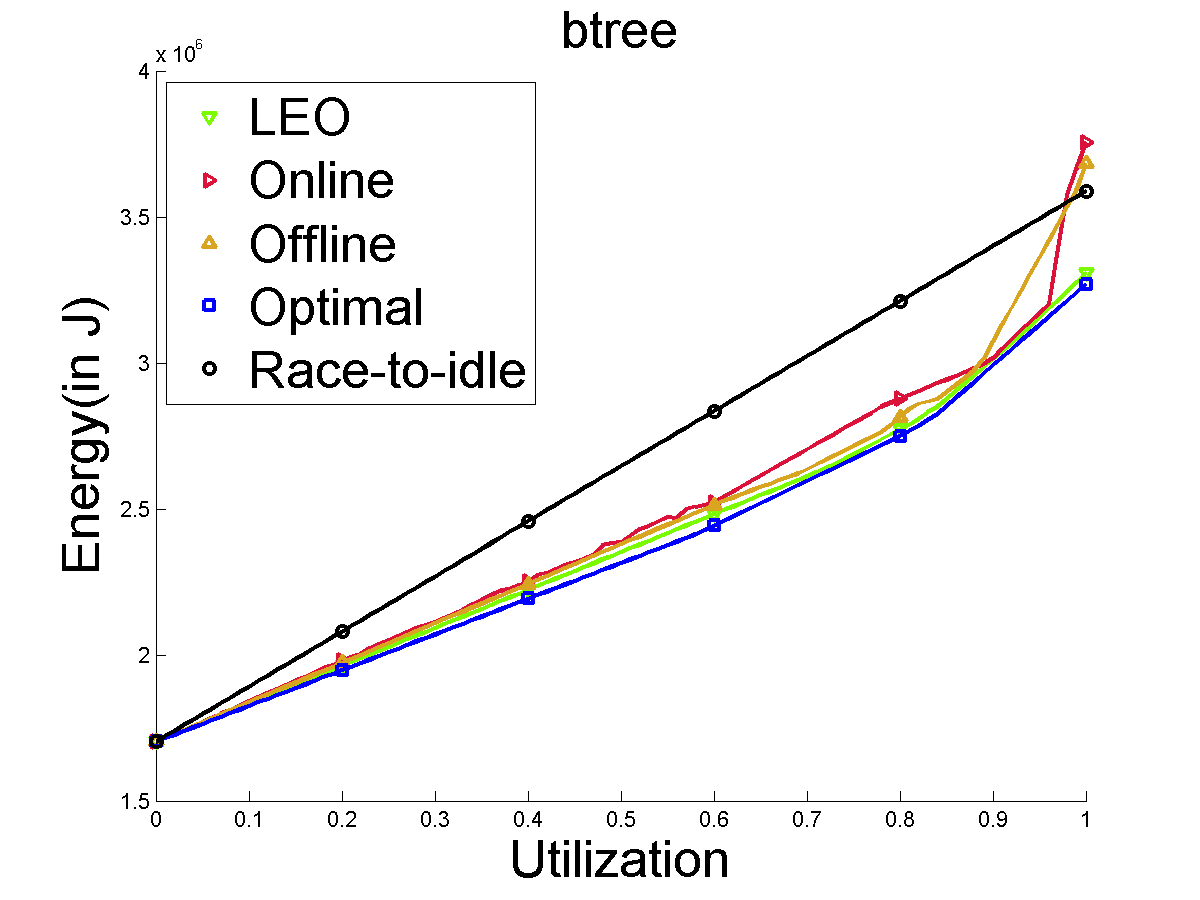 btree
x 10^6
4
3.5
3
2.5
2
1.5
LEO
Online
Offline
Optimal
Race-to-idle
Energy(in J)
0 0.1 0.2 0.3 0.4 0.5 0.6 0.7 0.8 0.9 1
Utilization